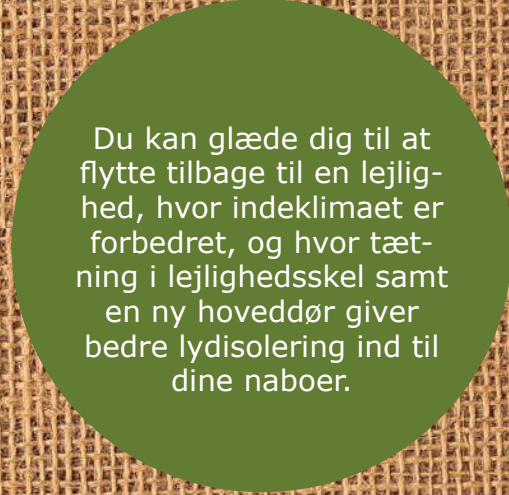 Du kan glæde dig til at
flytte tilbage til en lejlig-
hed, hvor indeklimaet er
forbedret, og hvor tæt-
ning i lejlighedsskel samt
en ny hoveddør giver
bedre lydisolering ind til
dine naboer.